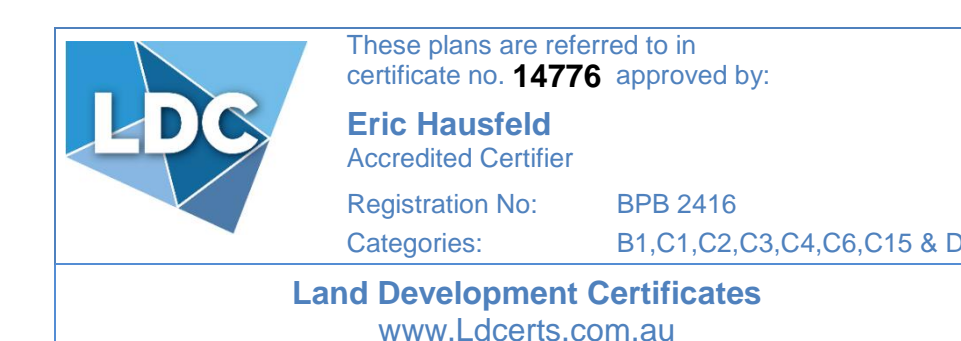 LDC
These plans are referred to in
certificate no. 14776 approved by:
Eric Hausfeld
Accredited Certifier
Registration No: BPB 2416
Categories: B1,C1,C2,C3,C4,C6,C15 & D
Land Development Certificates
www.Ldcerts.com.au